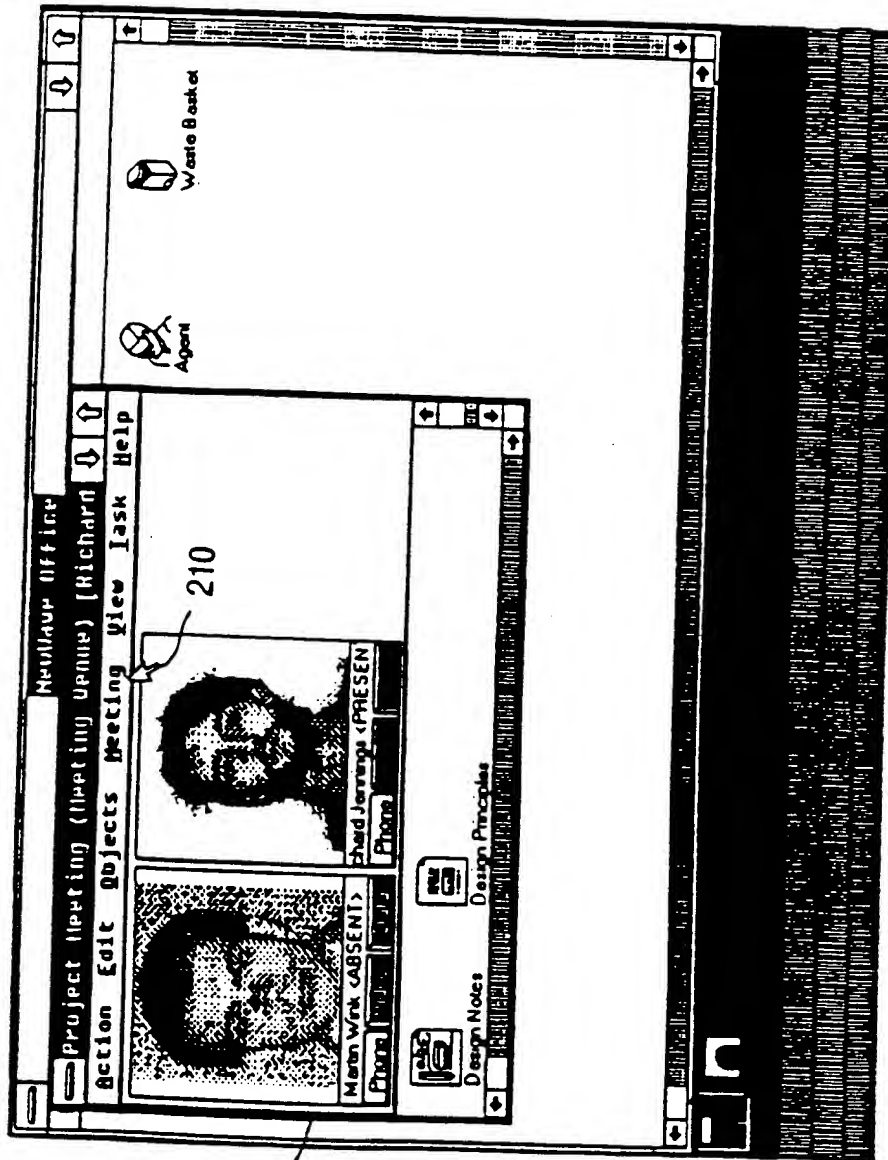 NewWave Office
Project Meeting (Meeting Venue) [Richard
Action Edit Objects Meeting View Task Help
210
Agent
Waste Basket
Martin Wink <ABSENT>
chard Jennings <PRESEN
Phone
Phone
Design Notes
Design Principles